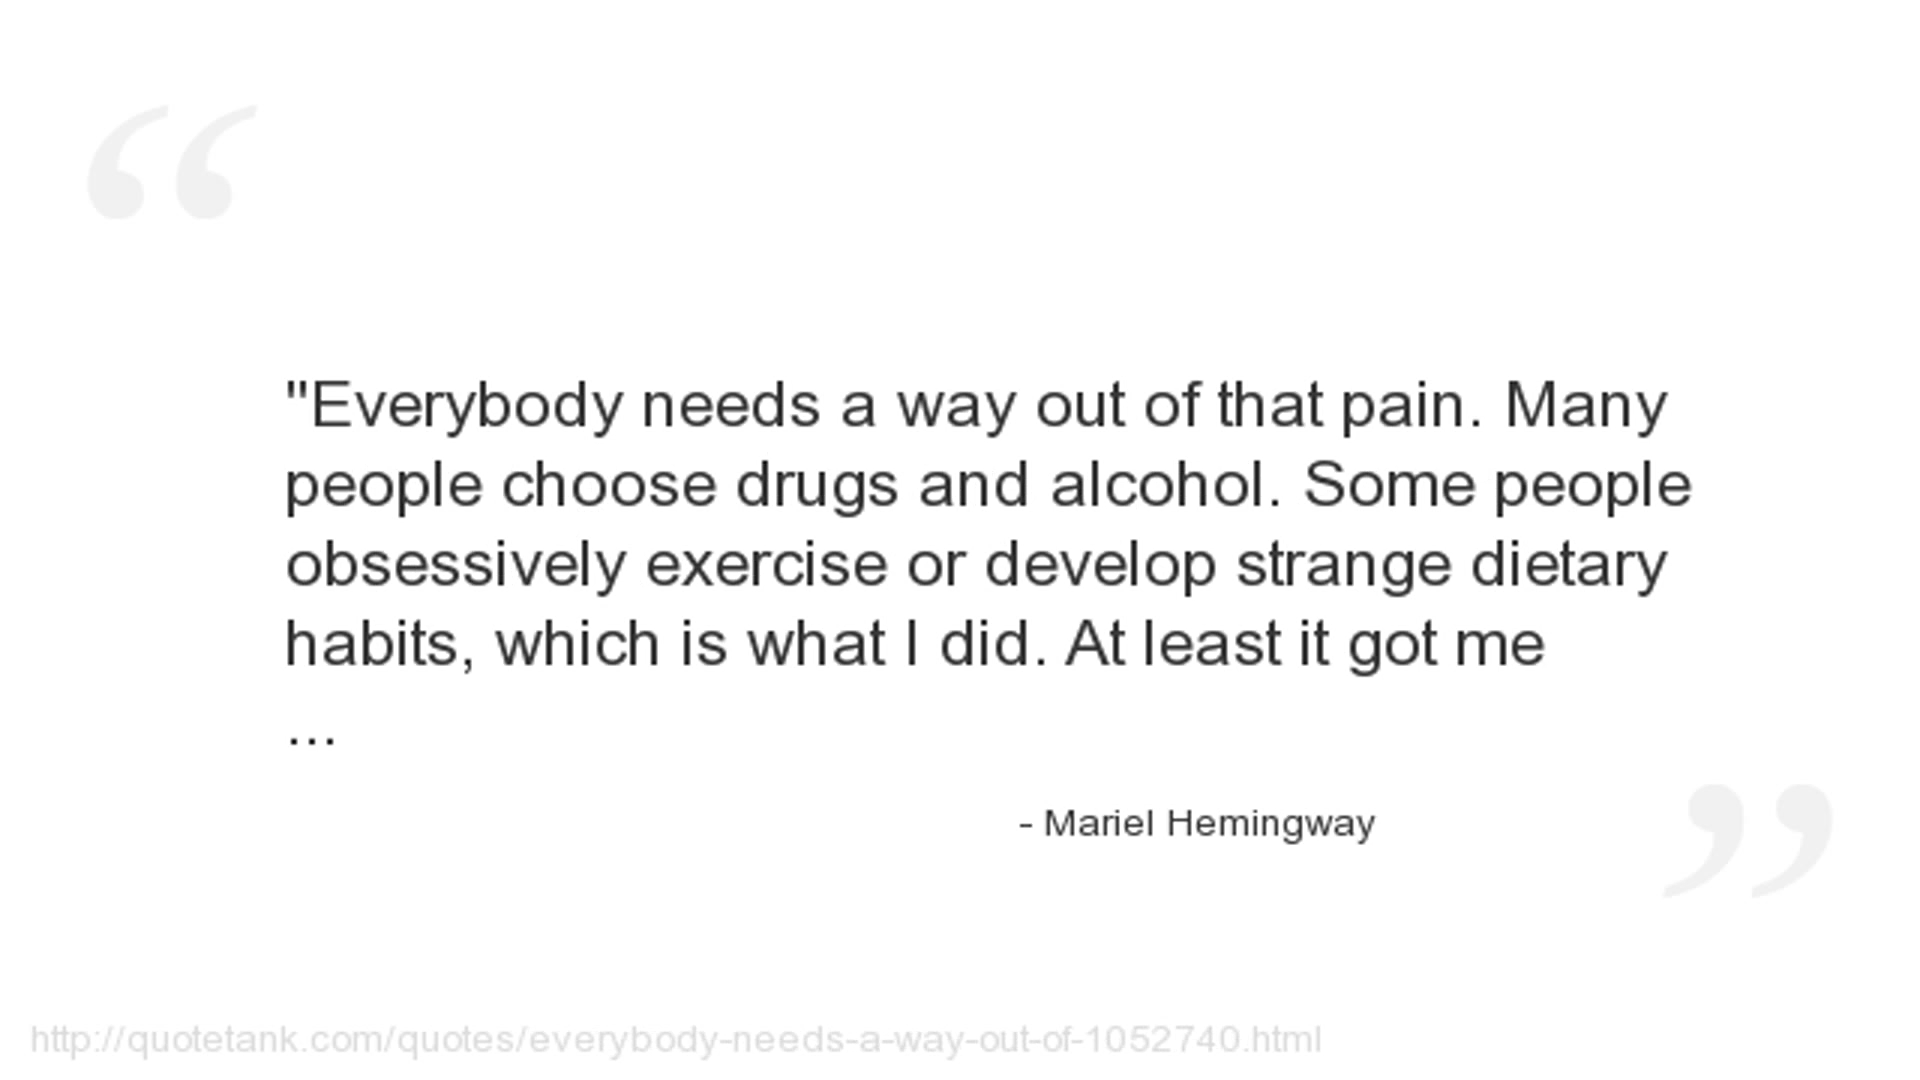 "Everybody needs a way out of that pain. Many
people choose drugs and alcohol. Some people
obsessively exercise or develop strange dietary
habits, which is what I did. At least it got me
...
- Mariel Hemingway
http://quotetank.com/quotes/everybody-needs-a-way-out-of-1052740.html